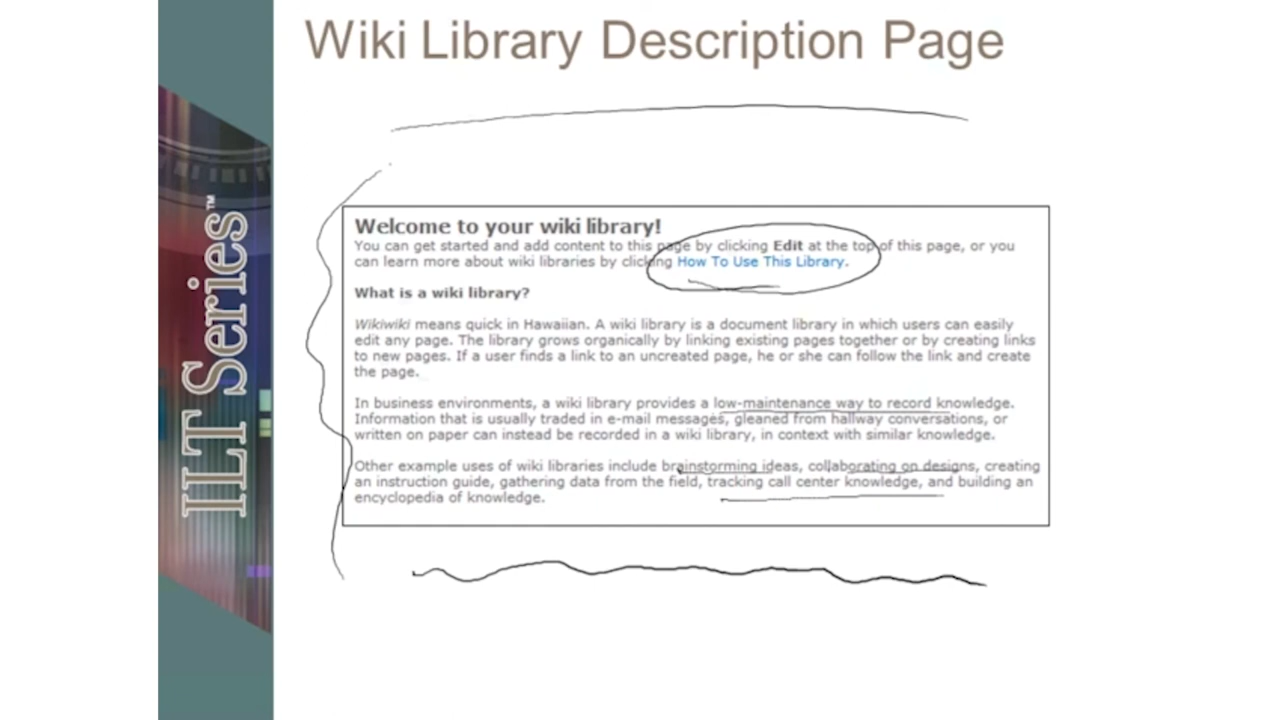 Wiki Library Description Page
ILT Series™
Welcome to your wiki library!
You can get started and add content to this page by clicking Edit at the top of this page, or you
can learn more about wiki libraries by clicking How To Use This Library.
What is a wiki library?
Wikiwiki means quick in Hawaiian. A wiki library is a document library in which users can easily
edit any page. The library grows organically by linking existing pages together or by creating links
to new pages. If a user finds a link to an uncreated page, he or she can follow the link and create
the page.
In business environments, a wiki library provides a low-maintenance way to record knowledge.
Information that is usually traded in e-mail messages, gleaned from hallway conversations, or
written on paper can instead be recorded in a wiki library, in context with similar knowledge.
Other example uses of wiki libraries include brainstorming ideas, collaborating on designs, creating
an instruction guide, gathering data from the field, tracking call center knowledge, and building an
encyclopedia of knowledge.